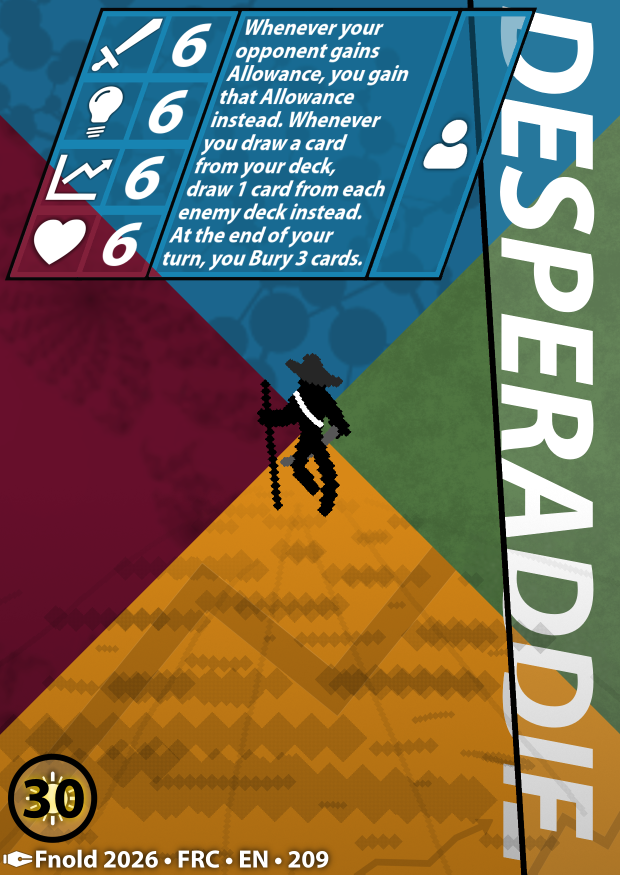 6
6
6
6
Whenever your
opponent gains
Allowance, you gain
that Allowance
instead. Whenever
you draw a card
from your deck,
draw 1 card from each
enemy deck instead.
At the end of your
turn, you Bury 3 cards.
DESPERADDIE
30
Fnold 2026 • FRC • EN • 209